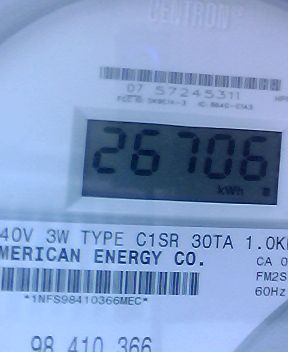 CENTRON
07 57245311
26706
kWh
40V 3W TYPE C1SR 30TA 1.0K
MERICAN ENERGY CO.
CA 0
FM2S
60Hz
*1NFS98410366MEC*
98 410 366